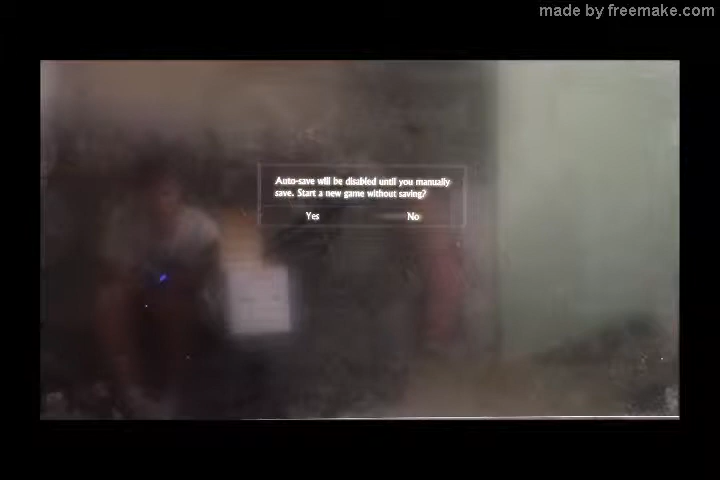 made by freemake.com
Auto-save will be disabled until you manually
save. Start a new game without saving?
Yes
No